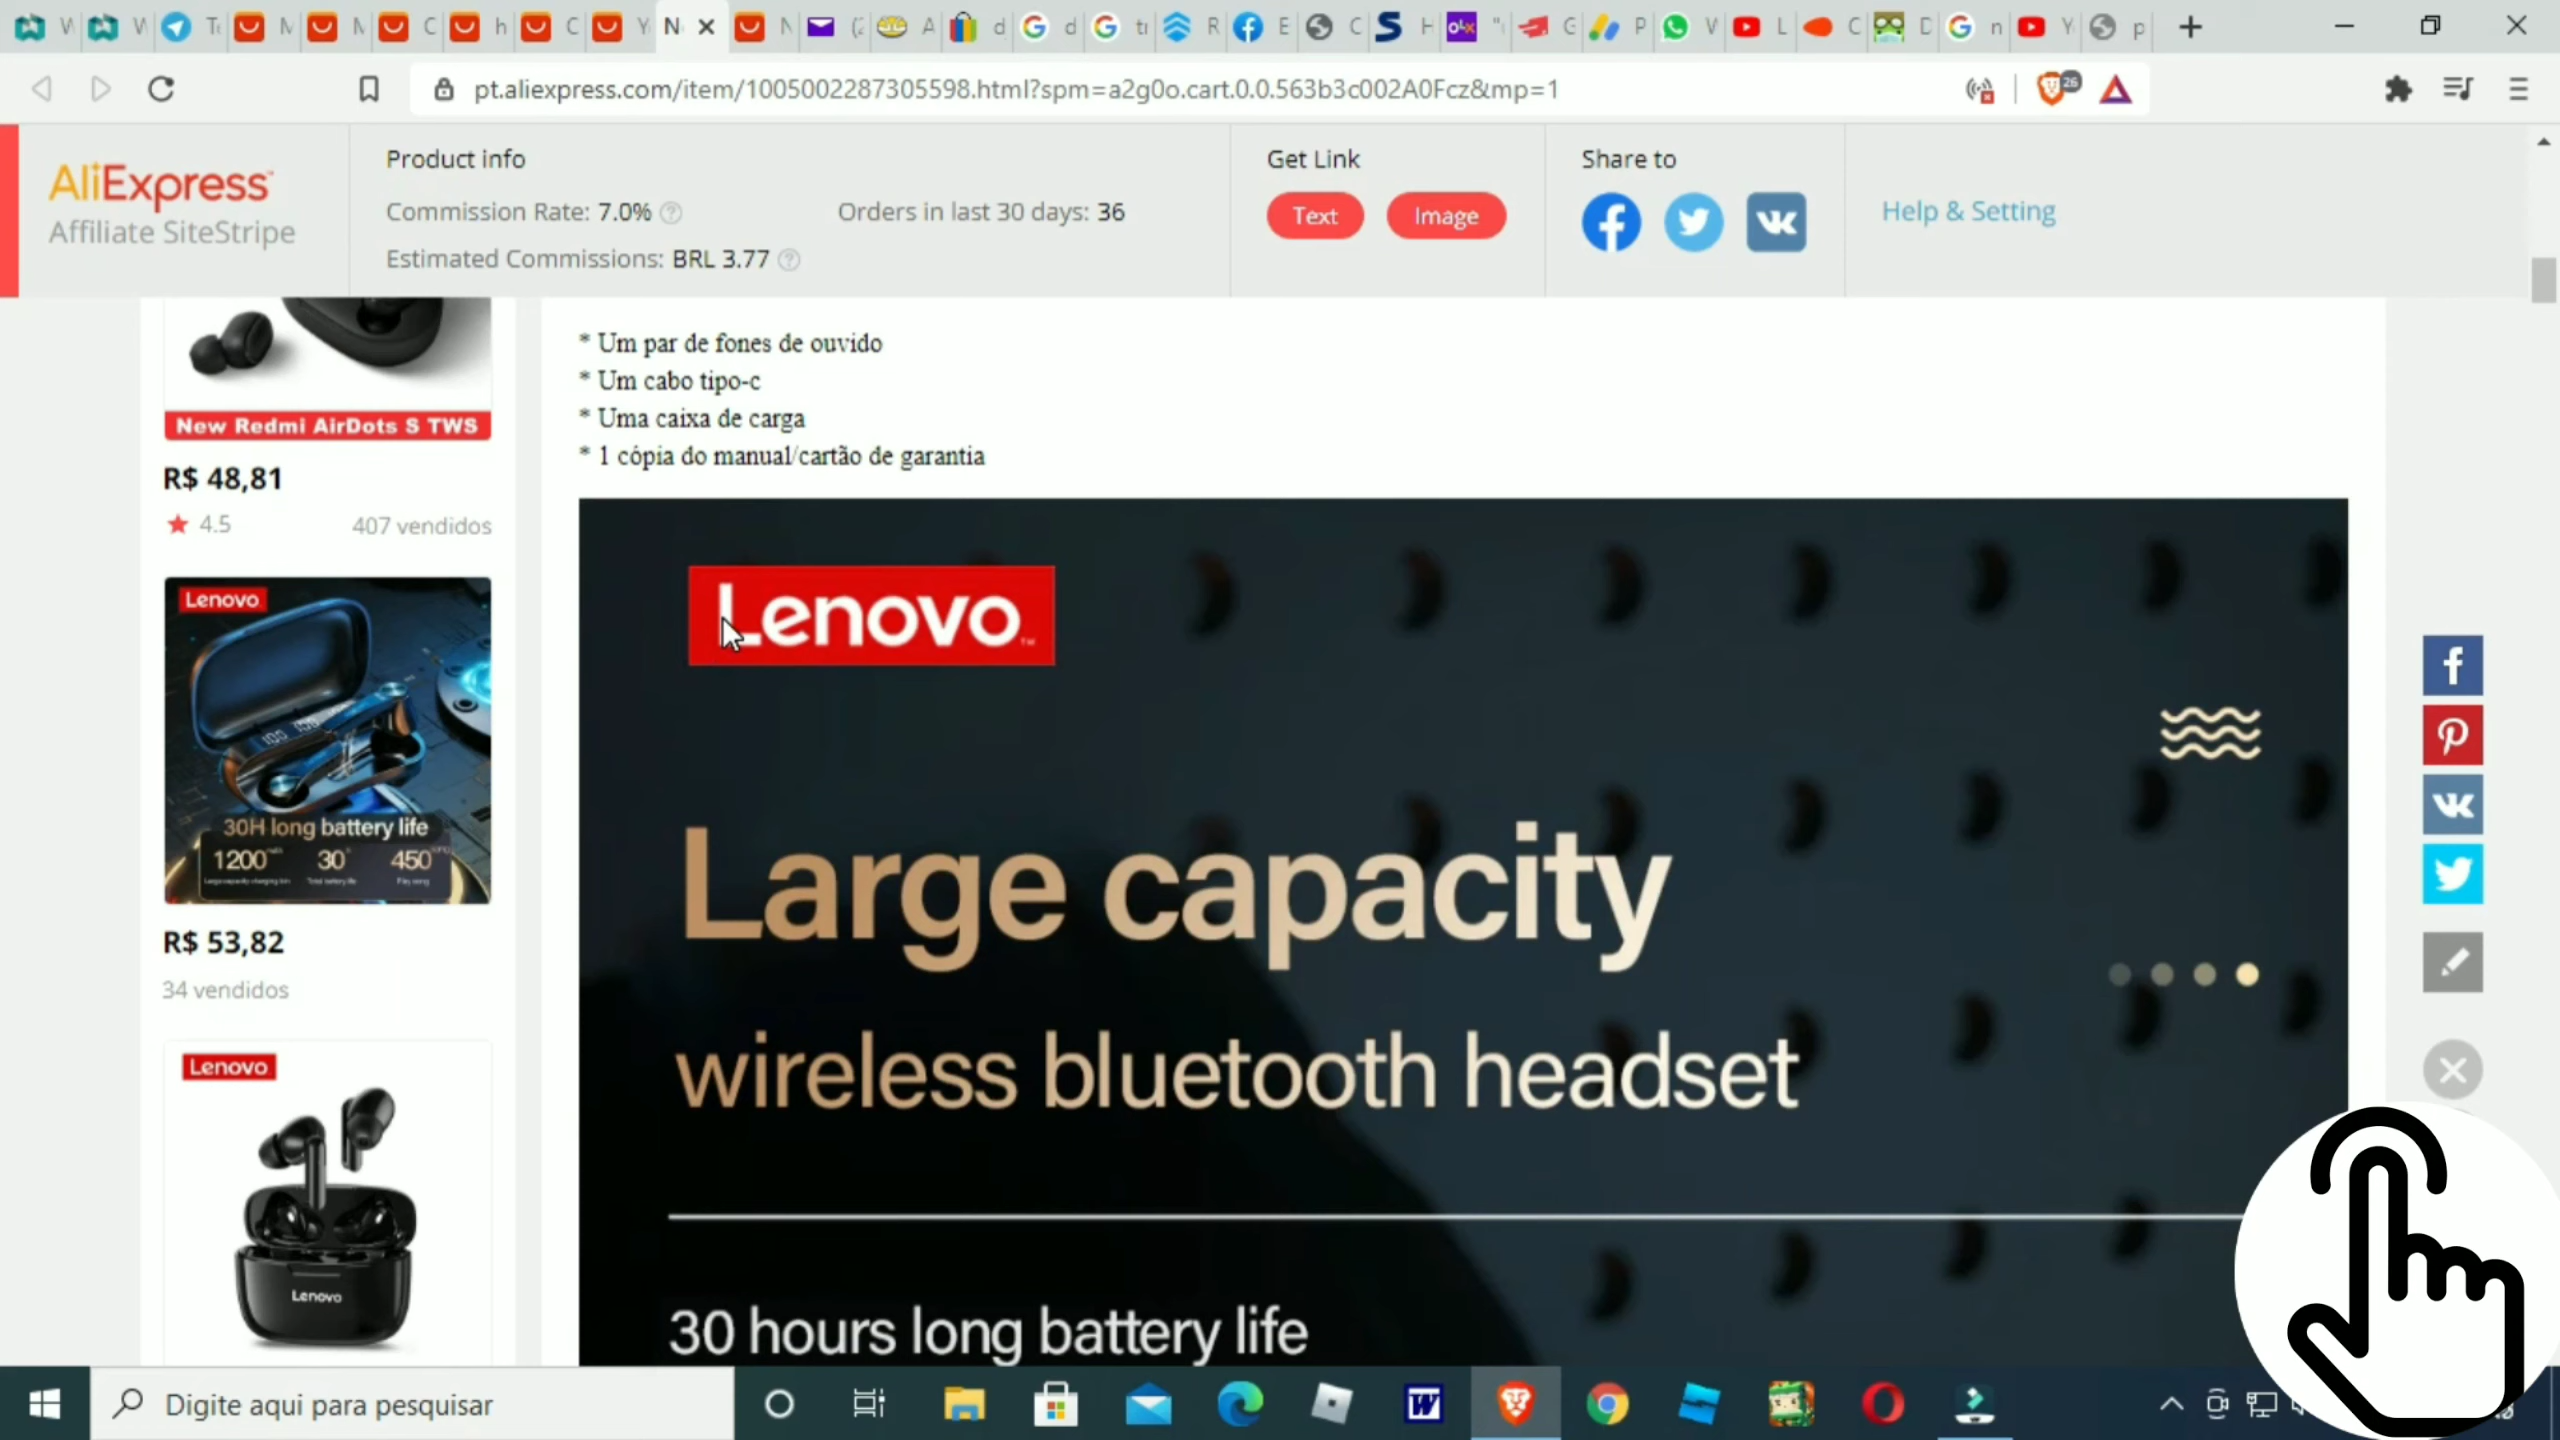 pt.aliexpress.com/item/1005002287305598.html?spm=a2g0o.cart.0.0.563b3c002A0Fcz&mp=1
26
AliExpress
Affiliate SiteStripe
Product info
Commission Rate: 7.0%
Orders in last 30 days: 36
Estimated Commissions: BRL 3.77
Get Link
Text
Image
Share to
Help & Setting
New Redmi AirDots S TWS
R$ 48,81
4.5
407 vendidos
Lenovo
30H long battery life
1200 30 450
R$ 53,82
34 vendidos
Lenovo
Lenovo
* Um par de fones de ouvido
* Um cabo tipo-c
* Uma caixa de carga
* 1 cópia do manual/cartão de garantia
Lenovo
Large capacity
wireless bluetooth headset
30 hours long battery life
Digite aqui para pesquisar